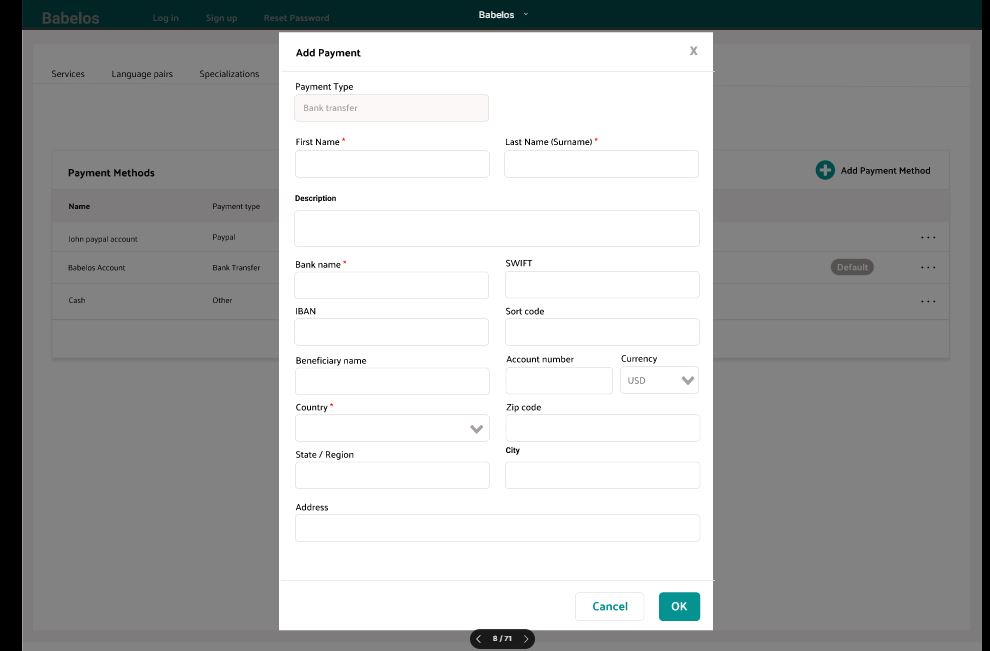 Babelos
Log in
Sign up
Reset Password
Babelos
Add Payment
X
Services
Language pairs
Specializations
Payment Type
Bank transfer
First Name *
Last Name (Surname) *
Payment Methods
Add Payment Method
Name
Payment type
Description
John paypal account
Paypal
Babelos Account
Bank Transfer
Default
Cash
Other
Bank name *
SWIFT
IBAN
Sort code
Beneficiary name
Account number
Currency
USD
Country *
Zip code
State / Region
City
Address
Cancel
OK
8 / 71